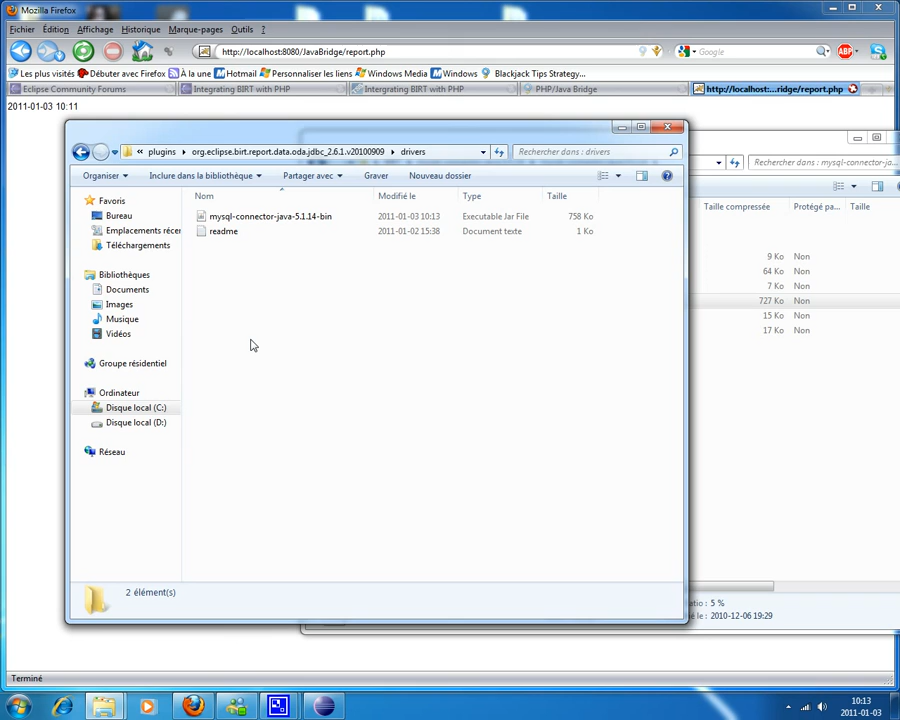 Mozilla Firefox
Fichier Édition Affichage Historique Marque-pages Outils ?
http://localhost:8080/JavaBridge/report.php
Google
ABP
Les plus visités Débuter avec Firefox À la une Hotmail Personnaliser les liens Windows Media Windows Blackjack Tips Strategy...
Eclipse Community Forums Integrating BIRT with PHP Intergrating BIRT with PHP PHP/Java Bridge http://localhost:...ridge/report.php
2011-01-03 10:11
« plugins org.eclipse.birt.report.data.oda.jdbc_2.6.1.v20100909 drivers
Rechercher dans : drivers
Rechercher dans : mysql-connector-ja...
Organiser Inclure dans la bibliothèque Partager avec Graver Nouveau dossier
Nom Modifié le Type Taille
mysql-connector-java-5.1.14-bin 2011-01-03 10:13 Executable Jar File 758 Ko
readme 2011-01-02 15:38 Document texte 1 Ko
Favoris
Bureau
Emplacements récen
Téléchargements
Bibliothèques
Documents
Images
Musique
Vidéos
Groupe résidentiel
Ordinateur
Disque local (C:)
Disque local (D:)
Réseau
2 élément(s)
Taille compressée Protégé pa... Taille
9 Ko Non
64 Ko Non
7 Ko Non
727 Ko Non
15 Ko Non
17 Ko Non
: 5 %
: 2010-12-06 19:29
Terminé
10:13
2011-01-03